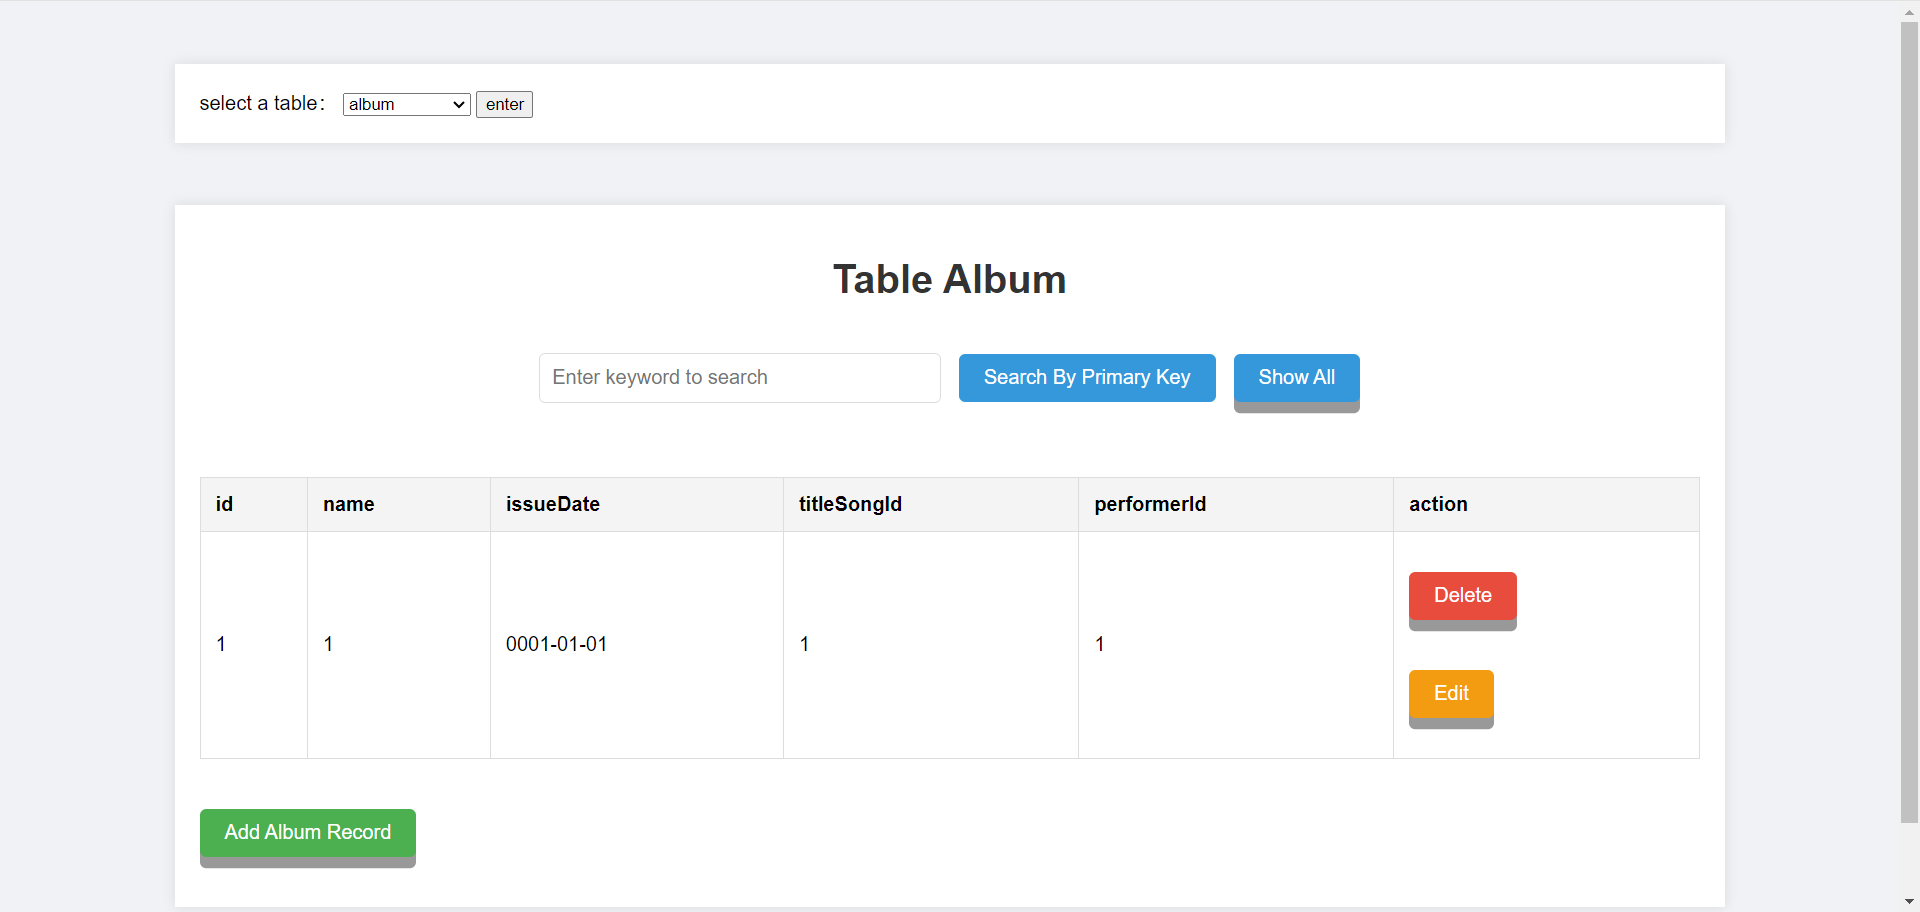 select a table： album enter
Table Album
Enter keyword to search Search By Primary Key Show All
id name issueDate titleSongId performerId action
Delete
1 1 0001-01-01 1 1
Edit
Add Album Record